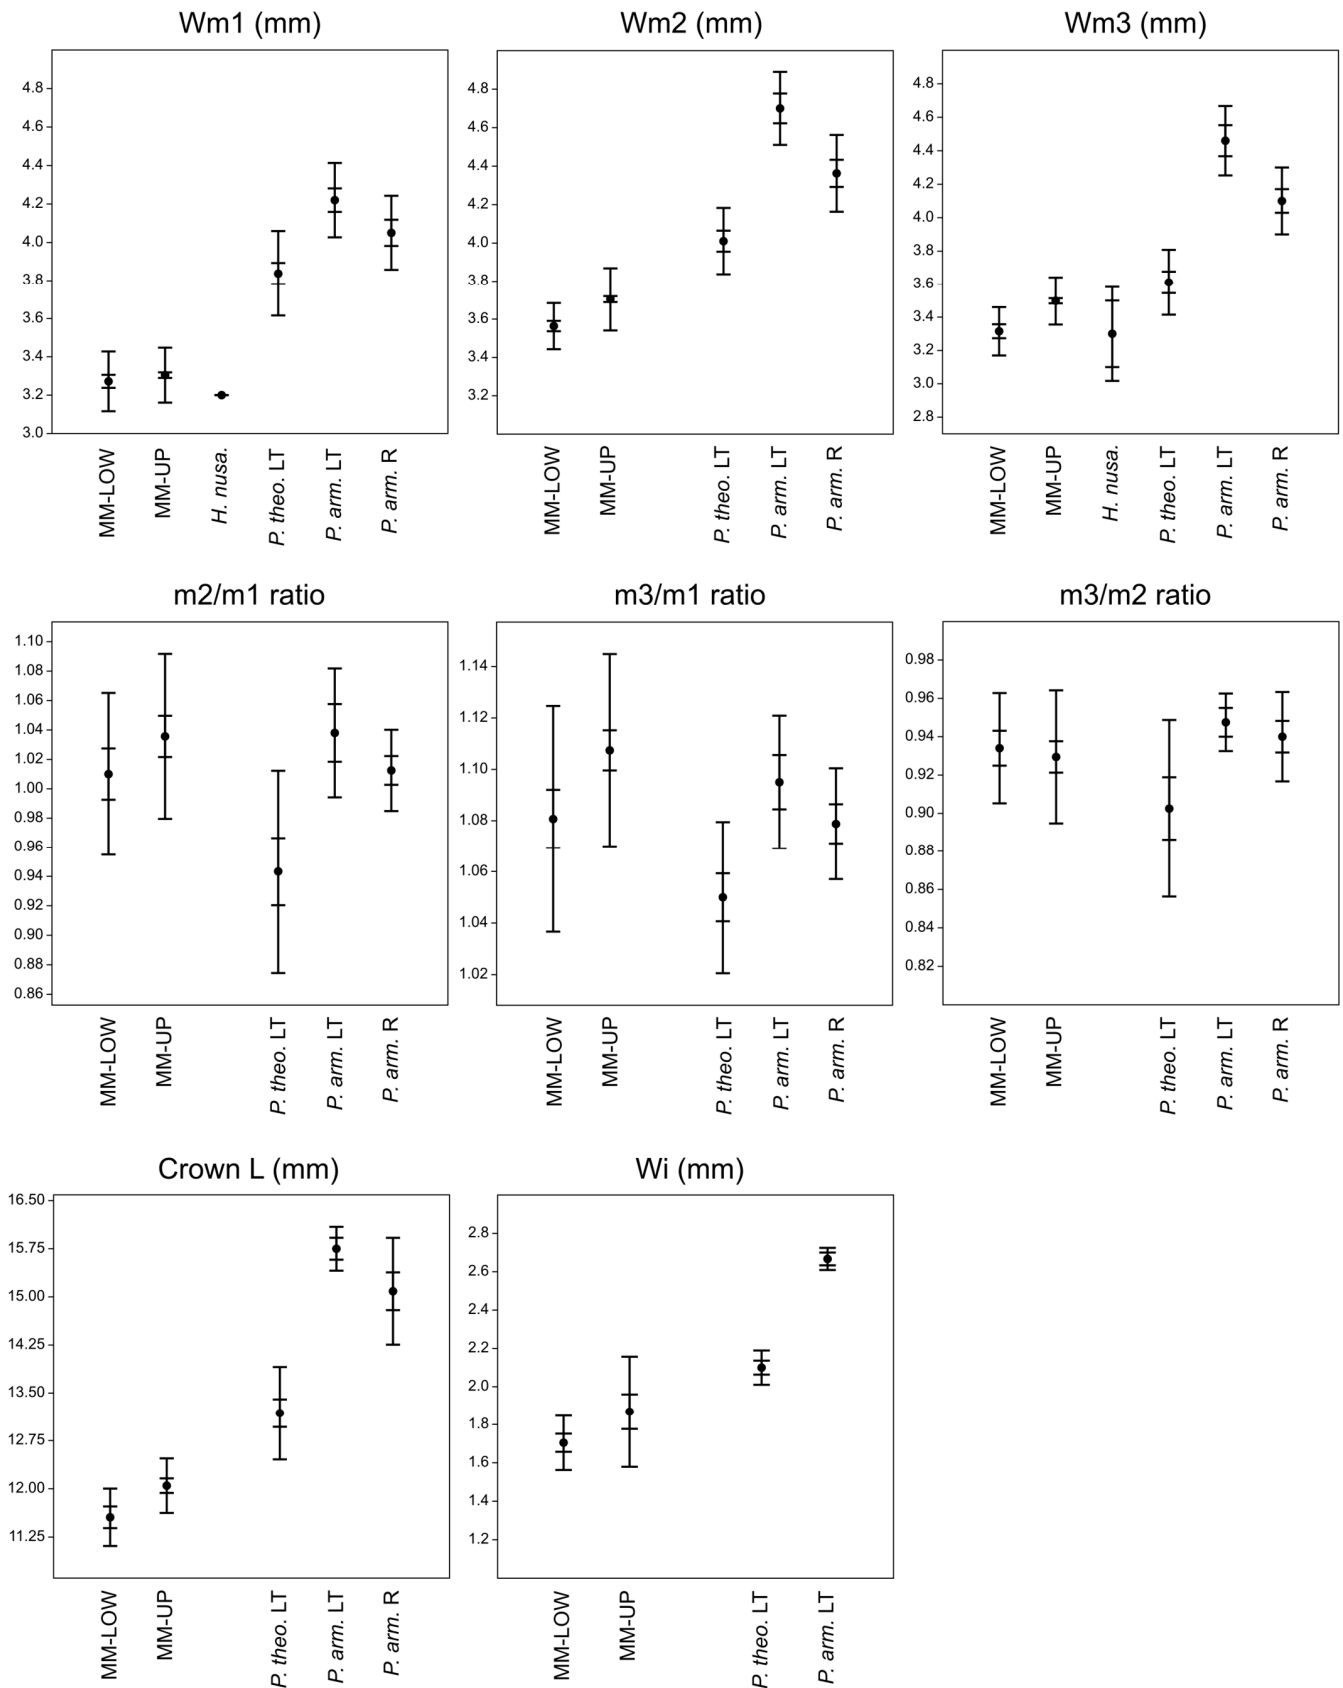 Wm1 (mm)
4.8
4.6
4.4
4.2
4.0
3.8
3.6
3.4
3.2
3.0
MM-LOW
MM-UP
H. nusa.
P. theo. LT
P. arm. LT
P. arm. R
Wm2 (mm)
4.8
4.6
4.4
4.2
4.0
3.8
3.6
3.4
3.2
MM-LOW
MM-UP
P. theo. LT
P. arm. LT
P. arm. R
Wm3 (mm)
4.8
4.6
4.4
4.2
4.0
3.8
3.6
3.4
3.2
3.0
2.8
MM-LOW
MM-UP
H. nusa.
P. theo. LT
P. arm. LT
P. arm. R
m2/m1 ratio
1.10
1.08
1.06
1.04
1.02
1.00
0.98
0.96
0.94
0.92
0.90
0.88
0.86
MM-LOW
MM-UP
P. theo. LT
P. arm. LT
P. arm. R
m3/m1 ratio
1.14
1.12
1.10
1.08
1.06
1.04
1.02
MM-LOW
MM-UP
P. theo. LT
P. arm. LT
P. arm. R
m3/m2 ratio
0.98
0.96
0.94
0.92
0.90
0.88
0.86
0.84
0.82
MM-LOW
MM-UP
P. theo. LT
P. arm. LT
P. arm. R
Crown L (mm)
16.50
15.75
15.00
14.25
13.50
12.75
12.00
11.25
MM-LOW
MM-UP
P. theo. LT
P. arm. LT
P. arm. R
Wi (mm)
2.8
2.6
2.4
2.2
2.0
1.8
1.6
1.4
1.2
MM-LOW
MM-UP
P. theo. LT
P. arm. LT